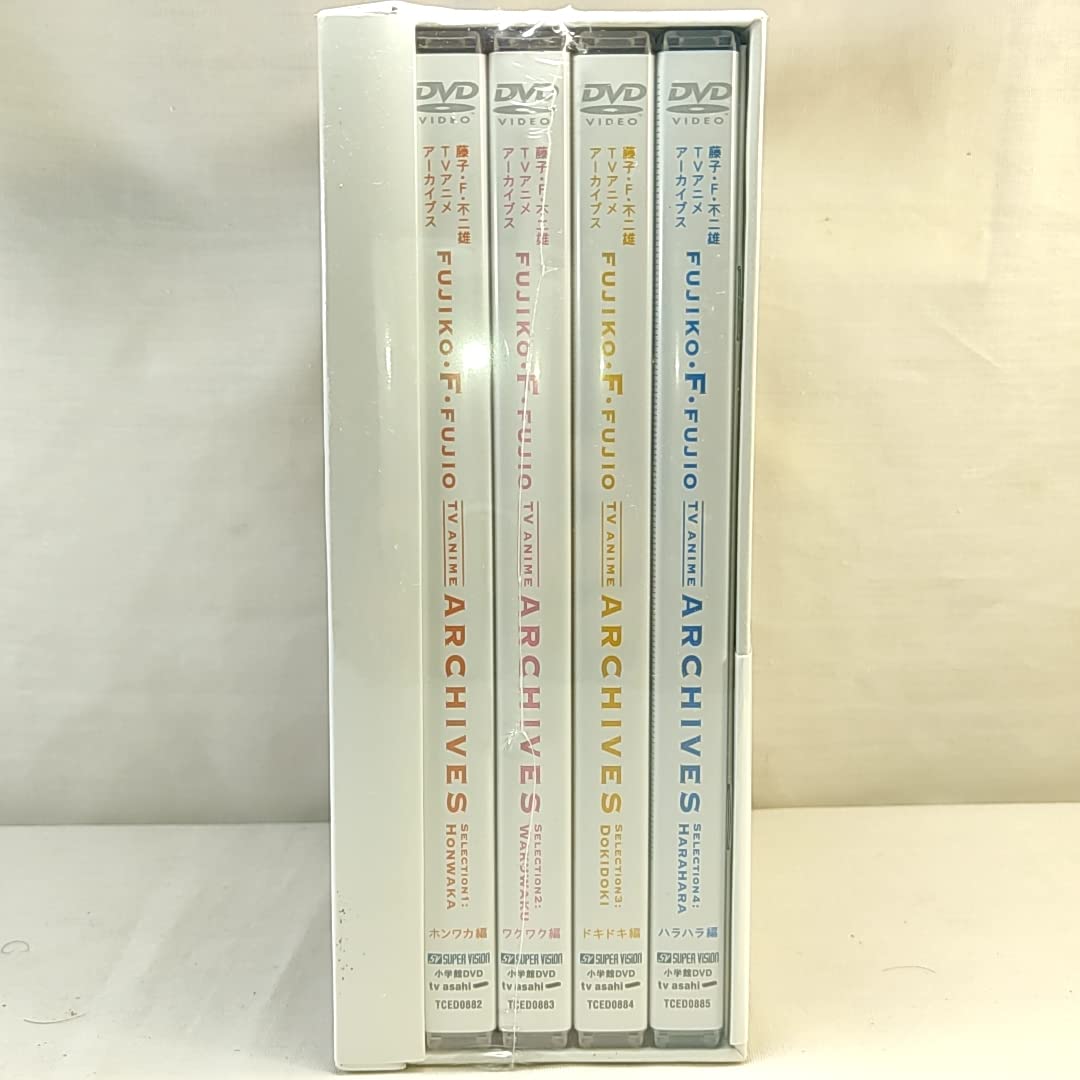 DVD
VIDEO
藤子・F・不二雄
TVアニメ
アーカイブス
FUJIKO・F・FUJIO
TV ANIME
ARCHIVES
SELECTION1:
HONWAKA
ホンワカ編
SUPER VISION
小学館DVD
tv asahi
TCED0882
DVD
VIDEO
藤子・F・不二雄
TVアニメ
アーカイブス
FUJIKO・F・FUJIO
TV ANIME
ARCHIVES
SELECTION2:
WAKUWAKU
ワクワク編
SUPER VISION
小学館DVD
tv asahi
TCED0883
DVD
VIDEO
藤子・F・不二雄
TVアニメ
アーカイブス
FUJIKO・F・FUJIO
TV ANIME
ARCHIVES
SELECTION3:
DOKIDOKI
ドキドキ編
SUPER VISION
小学館DVD
tv asahi
TCED0884
DVD
VIDEO
藤子・F・不二雄
TVアニメ
アーカイブス
FUJIKO・F・FUJIO
TV ANIME
ARCHIVES
SELECTION4:
HARAHARA
ハラハラ編
SUPER VISION
小学館DVD
tv asahi
TCED0885